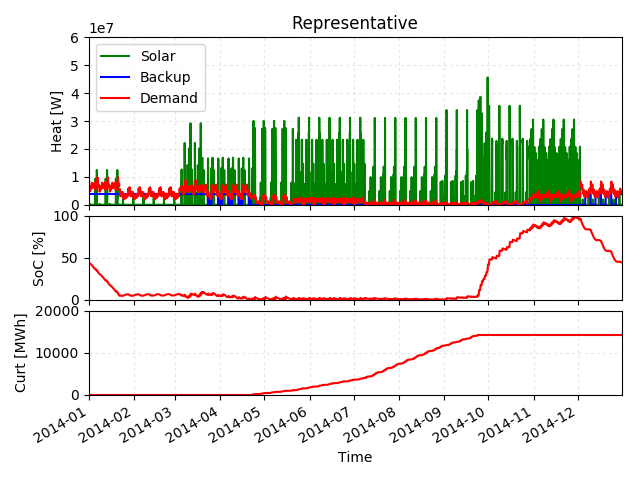 Representative
1e7
6
5
4
3
2
1
0
Heat [W]
Solar
Backup
Demand
100
50
0
SoC [%]
20000
10000
0
Curt [MWh]
2014-01
2014-02
2014-03
2014-04
2014-05
2014-06
2014-07
2014-08
2014-09
2014-10
2014-11
2014-12
Time